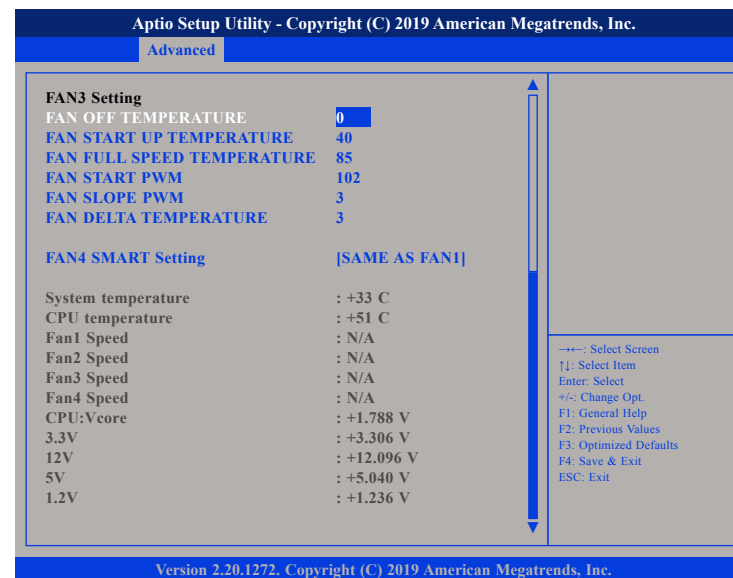 Aptio Setup Utility - Copyright (C) 2019 American Megatrends, Inc.
Advanced
FAN3 Setting
FAN OFF TEMPERATURE 0
FAN START UP TEMPERATURE 40
FAN FULL SPEED TEMPERATURE 85
FAN START PWM 102
FAN SLOPE PWM 3
FAN DELTA TEMPERATURE 3
FAN4 SMART Setting [SAME AS FAN1]
System temperature : +33 C
CPU temperature : +51 C
Fan1 Speed : N/A
Fan2 Speed : N/A
Fan3 Speed : N/A
Fan4 Speed : N/A
CPU:Vcore : +1.788 V
3.3V : +3.306 V
12V : +12.096 V
5V : +5.040 V
1.2V : +1.236 V
→←: Select Screen
↑↓: Select Item
Enter: Select
+/-: Change Opt.
F1: General Help
F2: Previous Values
F3: Optimized Defaults
F4: Save & Exit
ESC: Exit
Version 2.20.1272. Copyright (C) 2019 American Megatrends, Inc.